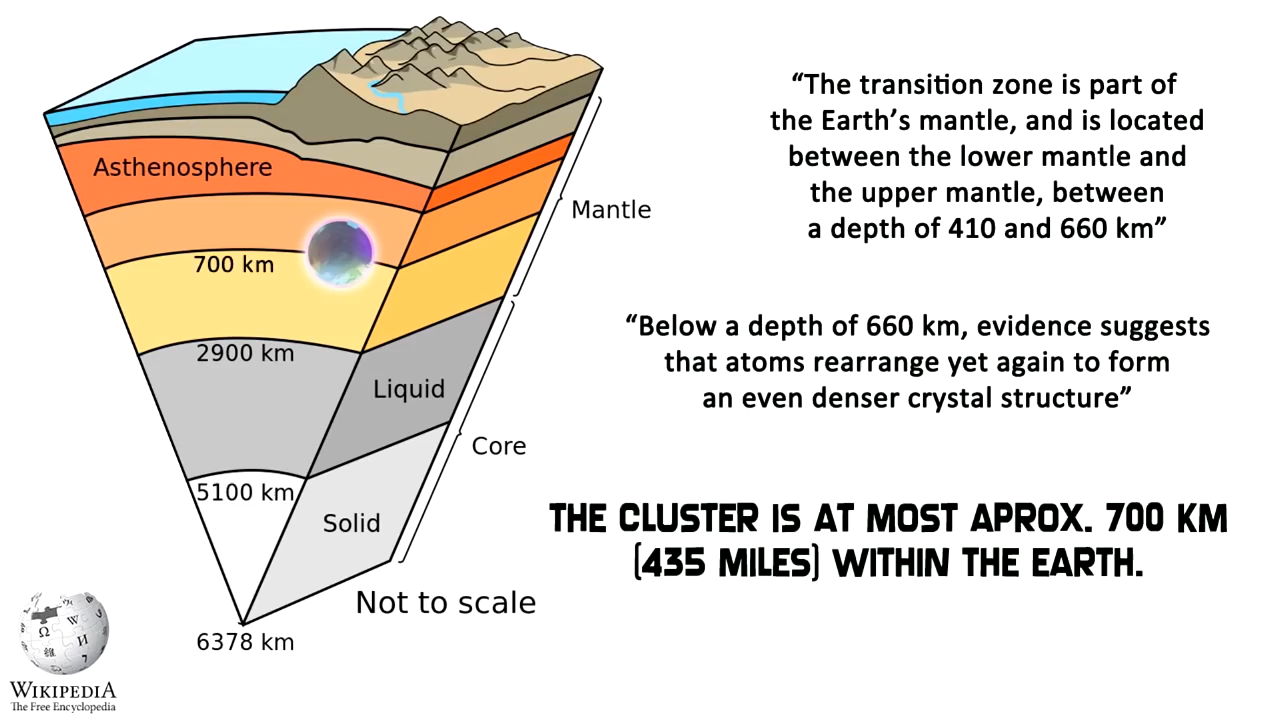 “The transition zone is part of
the Earth’s mantle, and is located
between the lower mantle and
the upper mantle, between
a depth of 410 and 660 km”
Asthenosphere
Mantle
700 km
“Below a depth of 660 km, evidence suggests
that atoms rearrange yet again to form
an even denser crystal structure”
2900 km
Liquid
Core
5100 km
Solid
THE CLUSTER IS AT MOST APROX. 700 KM
(435 MILES) WITHIN THE EARTH.
Not to scale
6378 km
Ω
W
И
維
WIKIPEDIA
The Free Encyclopedia